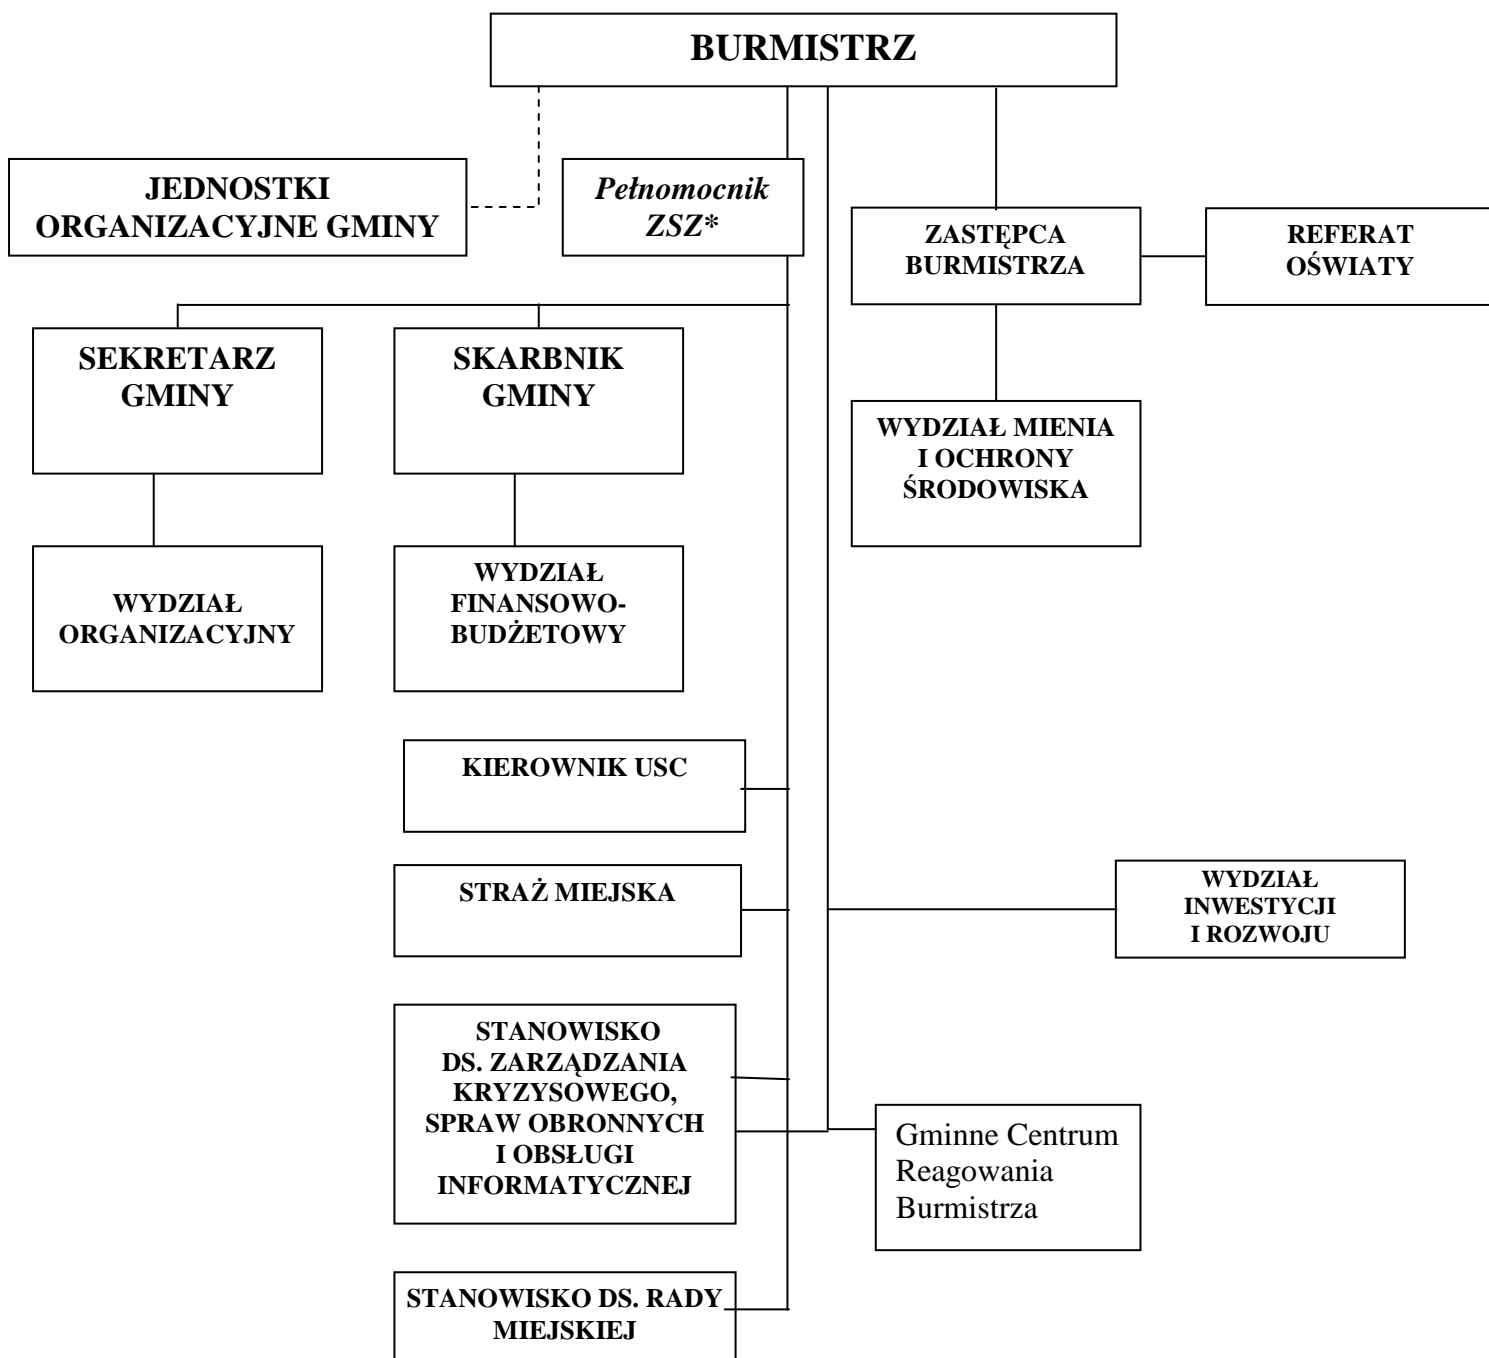 BURMISTRZ
JEDNOSTKI
ORGANIZACYJNE GMINY
Pełnomocnik
ZSZ*
ZASTĘPCA
BURMISTRZA
REFERAT
OŚWIATY
SEKRETARZ
GMINY
SKARBNIK
GMINY
WYDZIAŁ MIENIA
I OCHRONY
ŚRODOWISKA
WYDZIAŁ
ORGANIZACYJNY
WYDZIAŁ
FINANSOWO-
BUDŻETOWY
KIEROWNIK USC
STRAŻ MIEJSKA
WYDZIAŁ
INWESTYCJI
I ROZWOJU
STANOWISKO
DS. ZARZĄDZANIA
KRYZYSOWEGO,
SPRAW OBRONNYCH
I OBSŁUGI
INFORMATYCZNEJ
Gminne Centrum
Reagowania
Burmistrza
STANOWISKO DS. RADY
MIEJSKIEJ